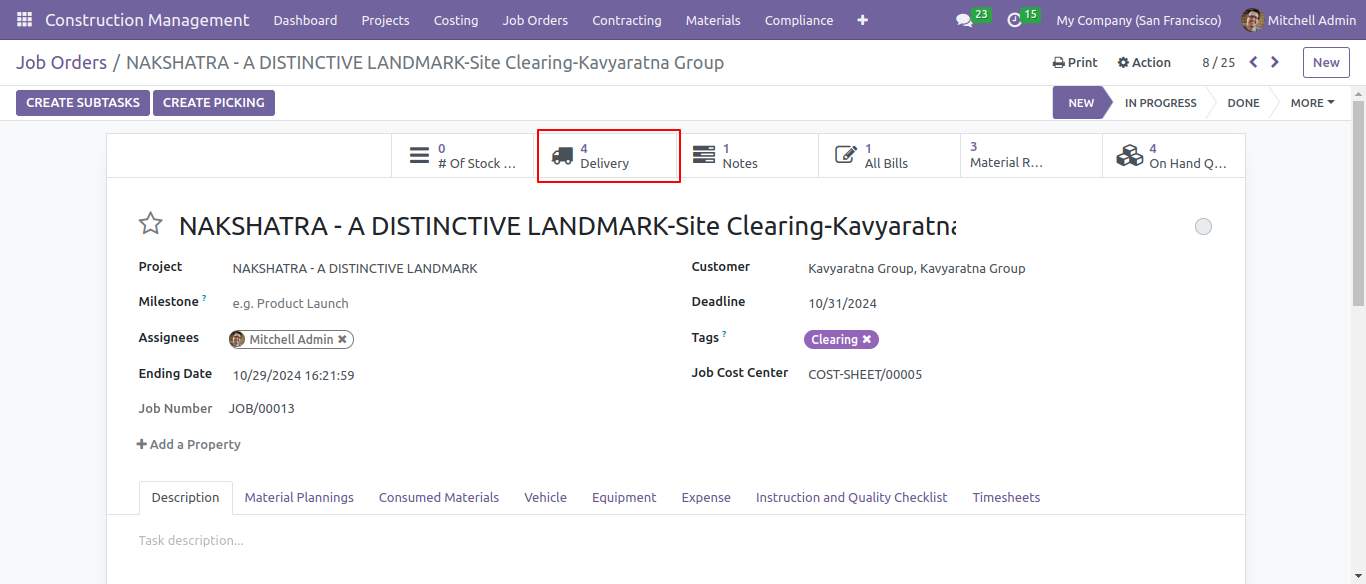 Construction Management Dashboard Projects Costing Job Orders Contracting Materials Compliance + 23 15 My Company (San Francisco) Mitchell Admin
Job Orders / NAKSHATRA - A DISTINCTIVE LANDMARK-Site Clearing-Kavyaratna Group Print Action 8 / 25 New
CREATE SUBTASKS CREATE PICKING NEW IN PROGRESS DONE MORE
0 4 1 1 3 4
# Of Stock ... Delivery Notes All Bills Material R... On Hand Q...
NAKSHATRA - A DISTINCTIVE LANDMARK-Site Clearing-Kavyaratna
Project NAKSHATRA - A DISTINCTIVE LANDMARK Customer Kavyaratna Group, Kavyaratna Group
Milestone ? e.g. Product Launch Deadline 10/31/2024
Assignees Mitchell Admin ✖ Tags ? Clearing ✖
Ending Date 10/29/2024 16:21:59 Job Cost Center COST-SHEET/00005
Job Number JOB/00013
+ Add a Property
Description Material Plannings Consumed Materials Vehicle Equipment Expense Instruction and Quality Checklist Timesheets
Task description...